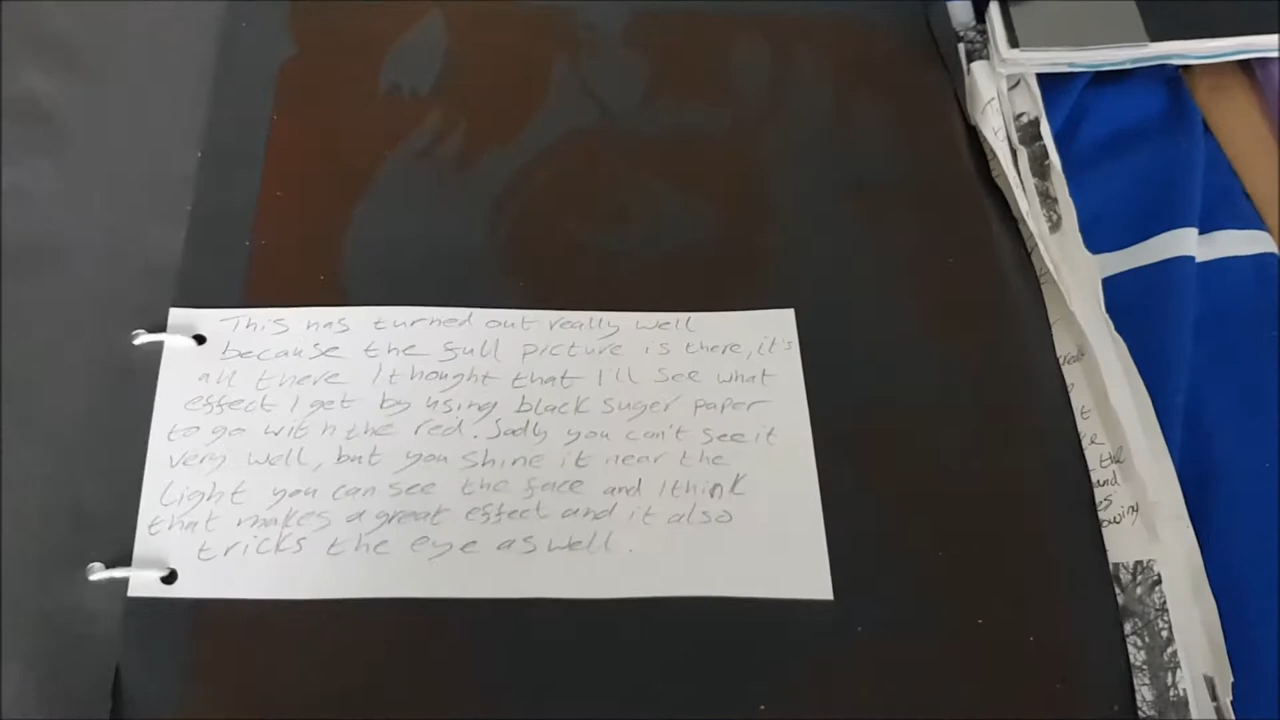 This has turned out really well
because the full picture is there, it's
all there I thought that I'll see what
effect I get by using black suger paper
to go with the red. Sadly you can't see it
very well, but you shine it near the
light you can see the face and I think
that makes a great effect and it also
tricks the eye aswell.
the
and